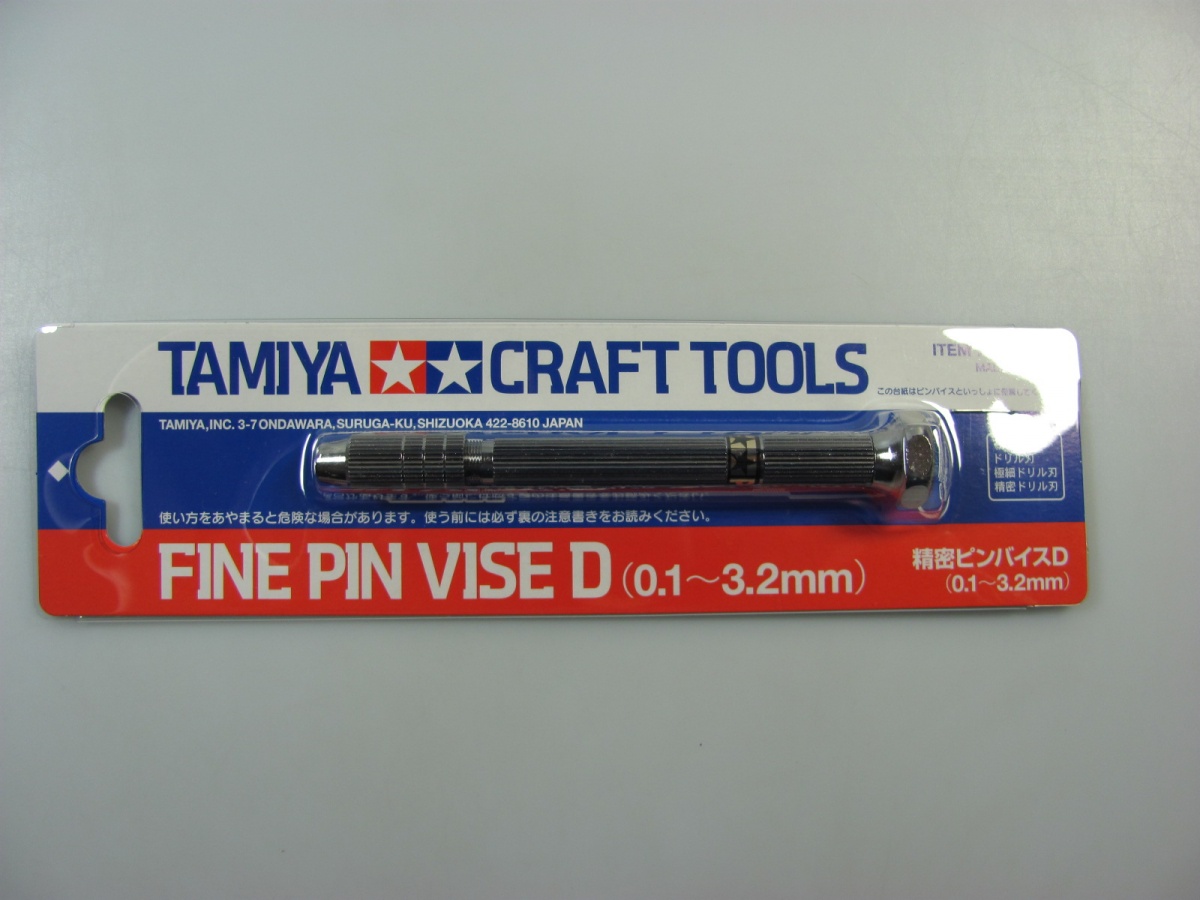 TAMIYA CRAFT TOOLS
ITEM
この台紙はピンバイスといっしょに
TAMIYA,INC. 3-7 ONDAWARA,SURUGA-KU,SHIZUOKA 422-8610 JAPAN
ドリル刃
極細ドリル刃
精密ドリル刃
使い方をあやまると危険な場合があります。使う前には必ず裏の注意書きをお読みください。
FINE PIN VISE D (0.1～3.2mm)
精密ピンバイスD
(0.1～3.2mm)